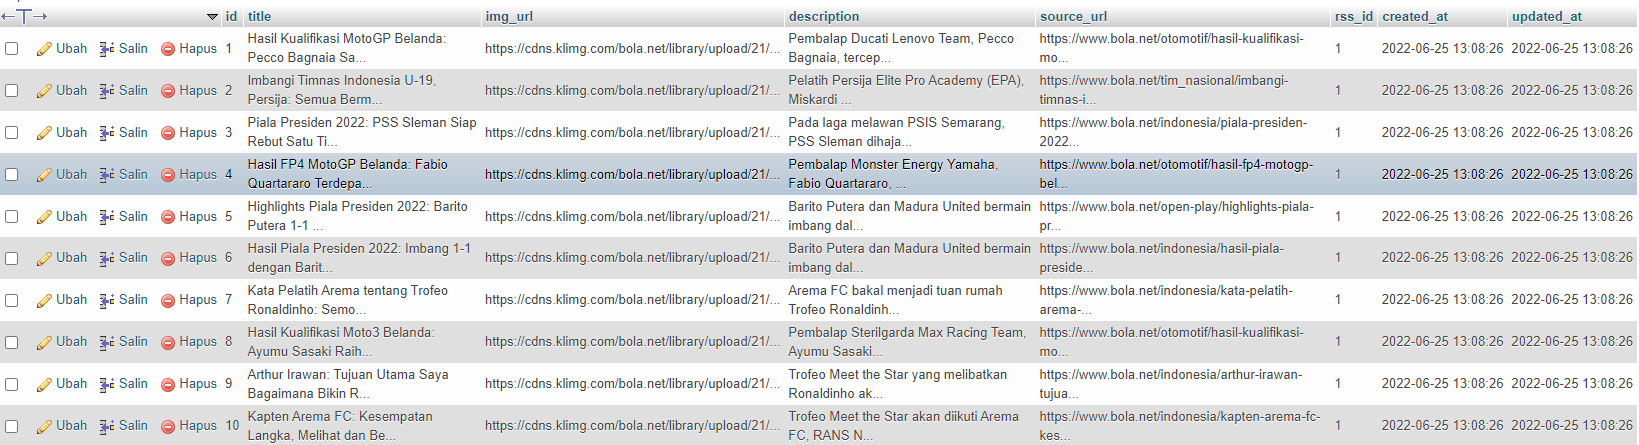 id title img_url description source_url rss_id created_at updated_at
Ubah Salin Hapus 1 Hasil Kualifikasi MotoGP Belanda: https://cdns.klimg.com/bola.net/library/upload/21/... Pembalap Ducati Lenovo Team, Pecco https://www.bola.net/otomotif/hasil-kualifikasi- 1 2022-06-25 13:08:26 2022-06-25 13:08:26
Pecco Bagnaia Sa... Bagnaia, tercep... mo...
Ubah Salin Hapus 2 Imbangi Timnas Indonesia U-19, https://cdns.klimg.com/bola.net/library/upload/21/... Pelatih Persija Elite Pro Academy (EPA), https://www.bola.net/tim_nasional/imbangi- 1 2022-06-25 13:08:26 2022-06-25 13:08:26
Persija: Semua Berm... Miskardi ... timnas-i...
Ubah Salin Hapus 3 Piala Presiden 2022: PSS Sleman Siap https://cdns.klimg.com/bola.net/library/upload/21/... Pada laga melawan PSIS Semarang, https://www.bola.net/indonesia/piala-presiden- 1 2022-06-25 13:08:26 2022-06-25 13:08:26
Rebut Satu Ti... PSS Sleman dihaja... 2022...
Ubah Salin Hapus 4 Hasil FP4 MotoGP Belanda: Fabio https://cdns.klimg.com/bola.net/library/upload/21/... Pembalap Monster Energy Yamaha, https://www.bola.net/otomotif/hasil-fp4-motogp- 1 2022-06-25 13:08:26 2022-06-25 13:08:26
Quartararo Terdepa... Fabio Quartararo, ... bel...
Ubah Salin Hapus 5 Highlights Piala Presiden 2022: Barito https://cdns.klimg.com/bola.net/library/upload/21/... Barito Putera dan Madura United bermain https://www.bola.net/open-play/highlights-piala- 1 2022-06-25 13:08:26 2022-06-25 13:08:26
Putera 1-1 ... imbang dal... pr...
Ubah Salin Hapus 6 Hasil Piala Presiden 2022: Imbang 1-1 https://cdns.klimg.com/bola.net/library/upload/21/... Barito Putera dan Madura United bermain https://www.bola.net/indonesia/hasil-piala- 1 2022-06-25 13:08:26 2022-06-25 13:08:26
dengan Barit... imbang dal... preside...
Ubah Salin Hapus 7 Kata Pelatih Arema tentang Trofeo https://cdns.klimg.com/bola.net/library/upload/21/... Arema FC bakal menjadi tuan rumah https://www.bola.net/indonesia/kata-pelatih- 1 2022-06-25 13:08:26 2022-06-25 13:08:26
Ronaldinho: Semo... Trofeo Ronaldinh... arema-...
Ubah Salin Hapus 8 Hasil Kualifikasi Moto3 Belanda: https://cdns.klimg.com/bola.net/library/upload/21/... Pembalap Sterilgarda Max Racing Team, https://www.bola.net/otomotif/hasil-kualifikasi- 1 2022-06-25 13:08:26 2022-06-25 13:08:26
Ayumu Sasaki Raih... Ayumu Sasaki... mo...
Ubah Salin Hapus 9 Arthur Irawan: Tujuan Utama Saya https://cdns.klimg.com/bola.net/library/upload/21/... Trofeo Meet the Star yang melibatkan https://www.bola.net/indonesia/arthur-irawan- 1 2022-06-25 13:08:26 2022-06-25 13:08:26
Bagaimana Bikin R... Ronaldinho ak... tujua...
Ubah Salin Hapus 10 Kapten Arema FC: Kesempatan https://cdns.klimg.com/bola.net/library/upload/21/... Trofeo Meet the Star akan diikuti Arema https://www.bola.net/indonesia/kapten-arema-fc- 1 2022-06-25 13:08:26 2022-06-25 13:08:26
Langka, Melihat dan Be... FC, RANS N... kes...